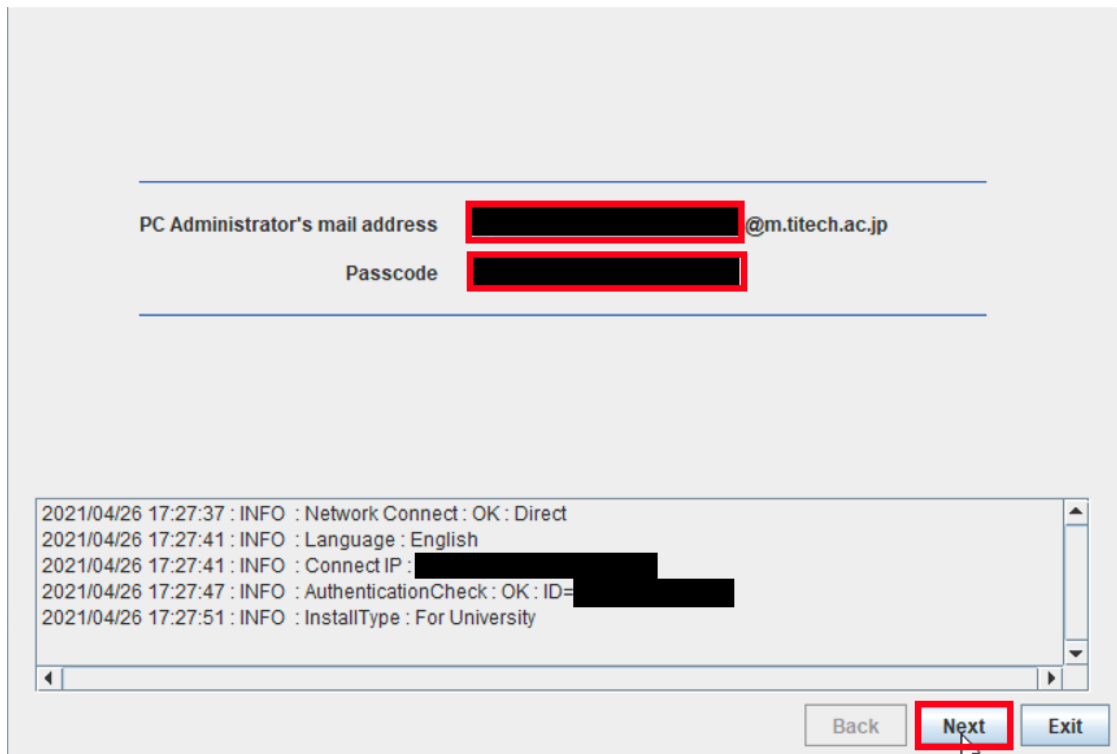 PC Administrator's mail address @m.titech.ac.jp
Passcode
2021/04/26 17:27:37 : INFO : Network Connect : OK : Direct
2021/04/26 17:27:41 : INFO : Language : English
2021/04/26 17:27:41 : INFO : Connect IP :
2021/04/26 17:27:47 : INFO : AuthenticationCheck : OK : ID=
2021/04/26 17:27:51 : INFO : InstallType : For University
Back Next Exit